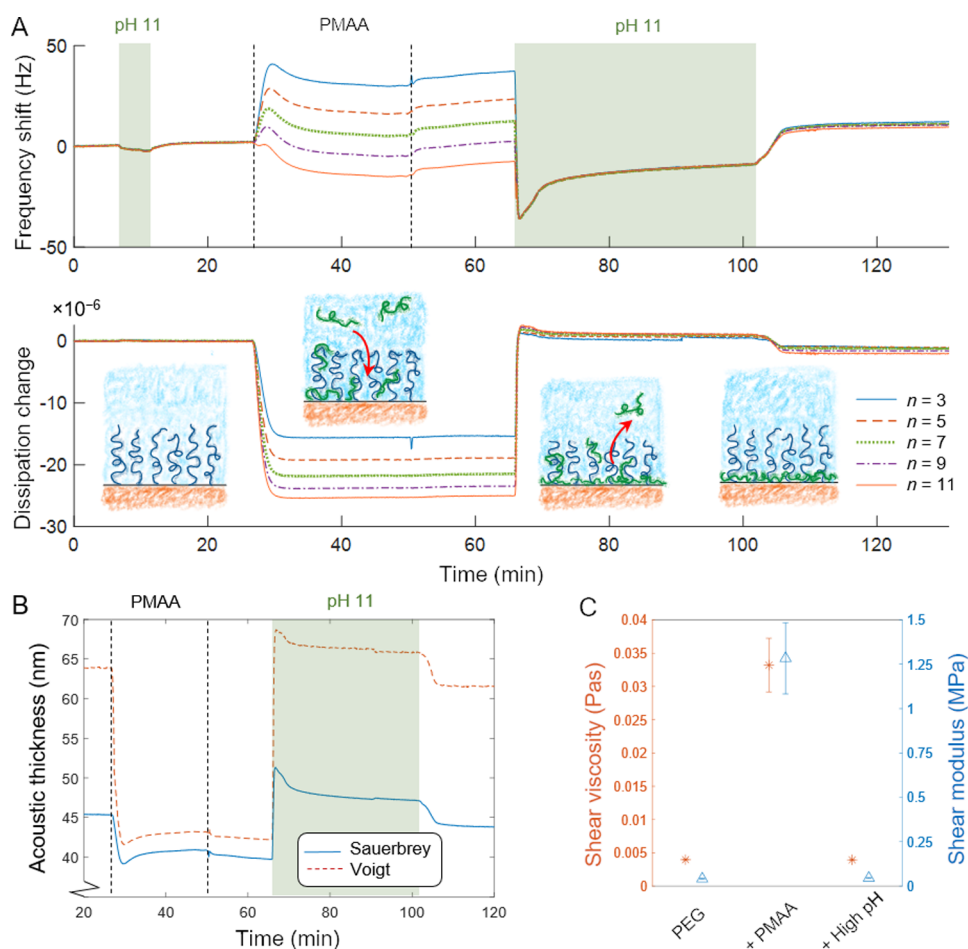 A
pH 11 PMAA pH 11
Frequency shift (Hz)
50
0
-50
0 20 40 60 80 100 120
×10⁻⁶
Dissipation change
0
-10
-20
-30
n = 3
n = 5
n = 7
n = 9
n = 11
0 20 40 60 80 100 120
Time (min)
B
PMAA pH 11
Acoustic thickness (nm)
70
65
60
55
50
45
40
Sauerbrey
Voigt
20 40 60 80 100 120
Time (min)
C
Shear viscosity (Pas)
0.04
0.035
0.03
0.025
0.02
0.015
0.01
0.005
0
1.5
1.25
1
0.75
0.5
0.25
0
Shear modulus (MPa)
PEG
+ PMAA
+ High pH